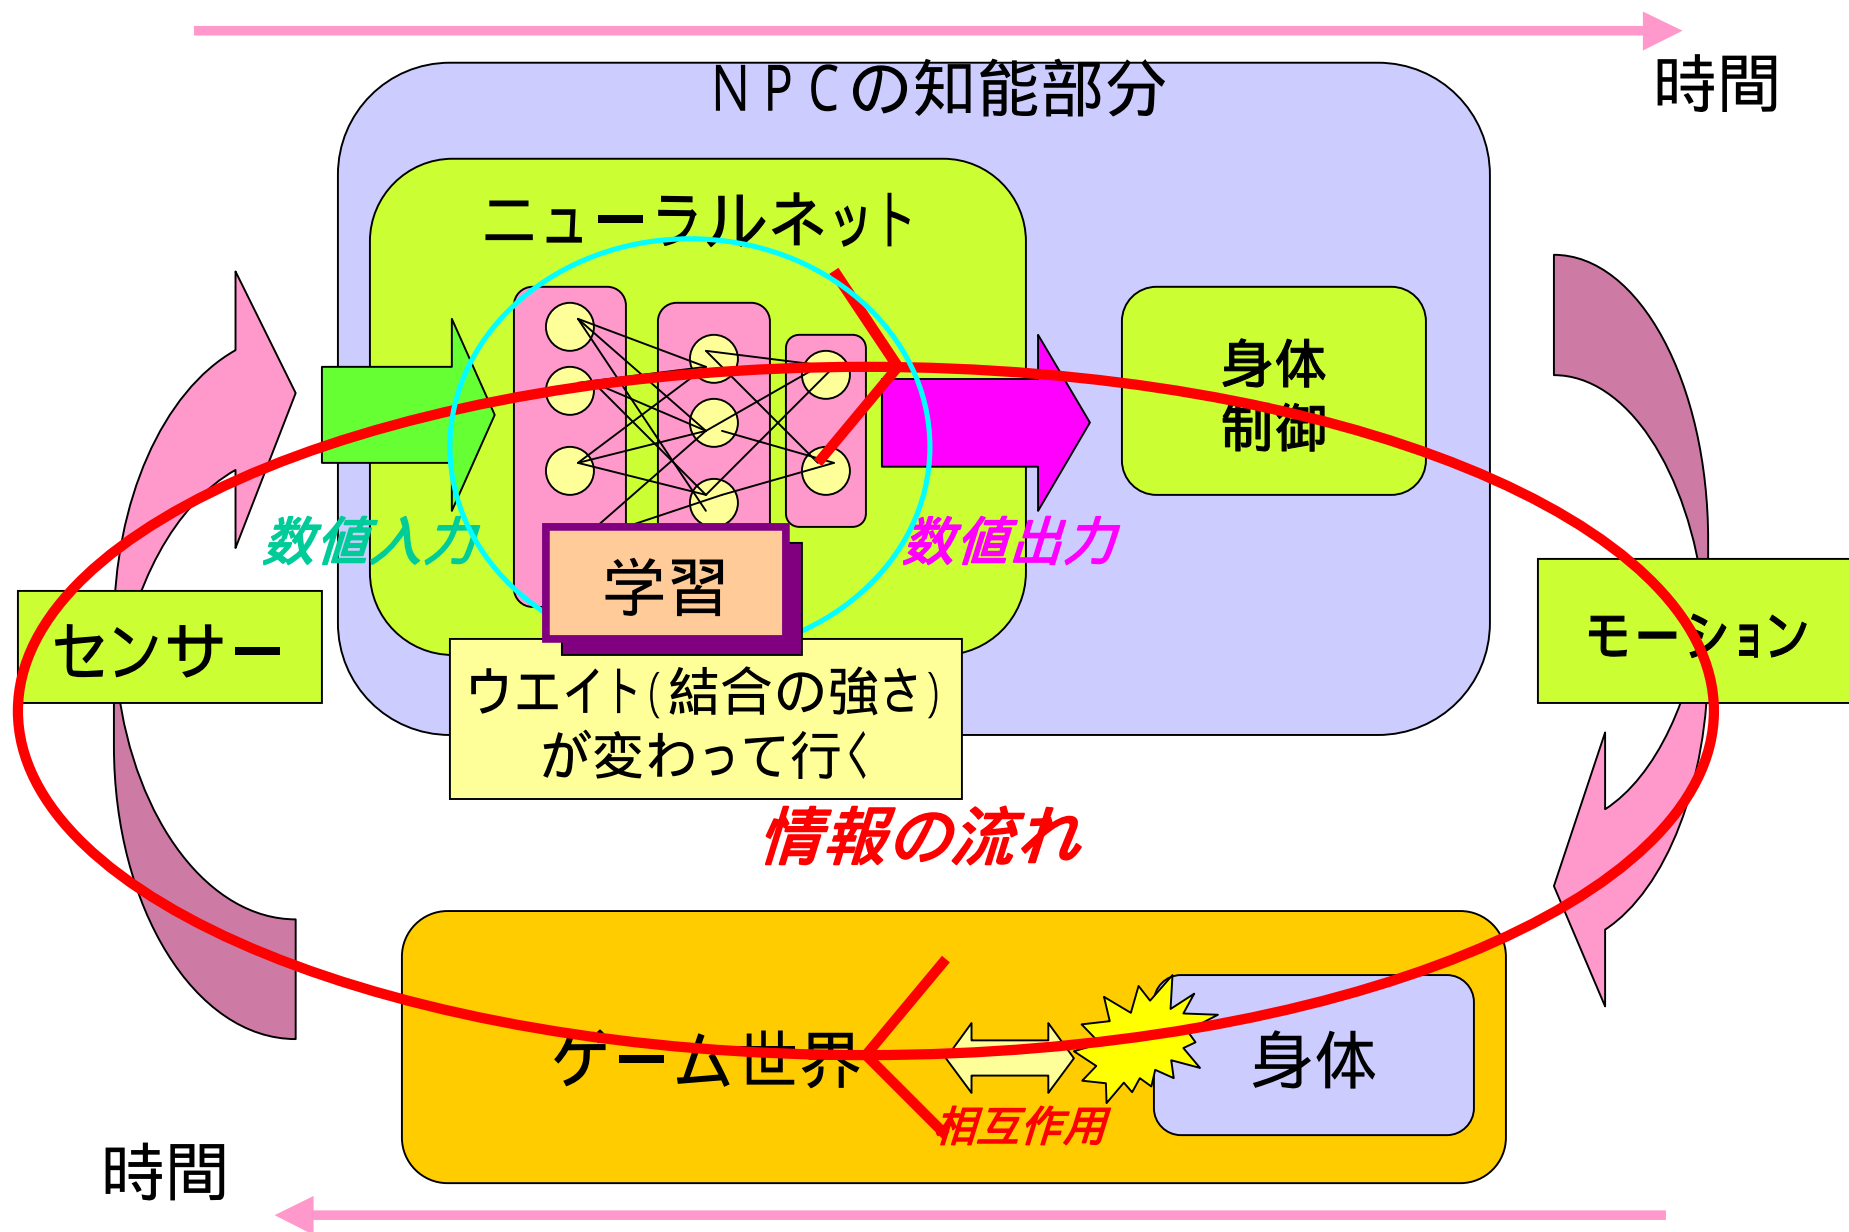 時間
ＮＰＣの知能部分
ニューラルネット
身体
制御
数値入力
数値出力
学習
センサー
モーション
ウエイト(結合の強さ)
が変わって行く
情報の流れ
ゲーム世界
身体
相互作用
時間